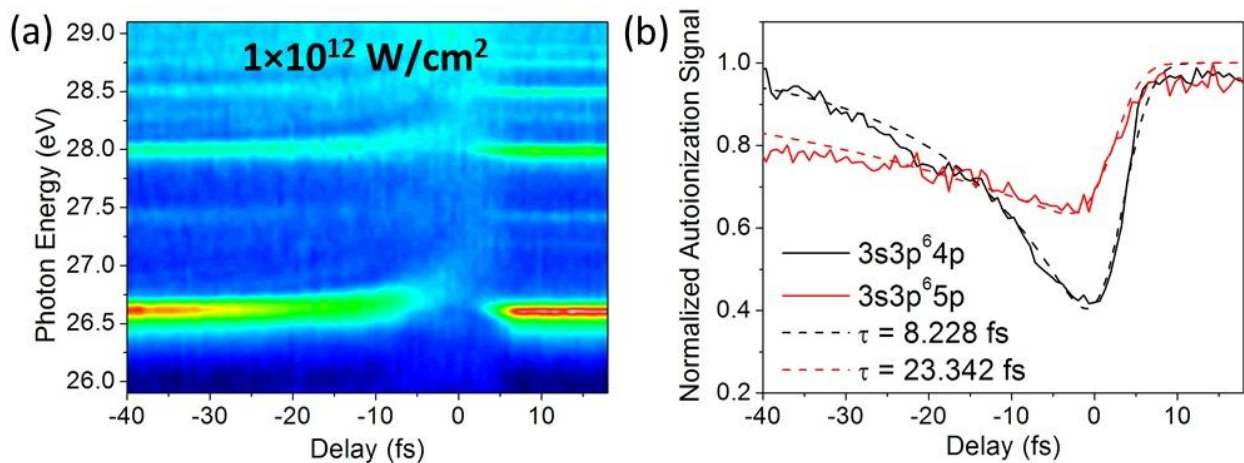 (a)
1×10¹² W/cm²
Photon Energy (eV)
29.0
28.5
28.0
27.5
27.0
26.5
26.0
-40 -30 -20 -10 0 10
Delay (fs)
(b)
Normalized Autoionization Signal
1.0
0.8
0.6
0.4
0.2
3s3p⁶4p
3s3p⁶5p
τ = 8.228 fs
τ = 23.342 fs
-40 -30 -20 -10 0 10
Delay (fs)